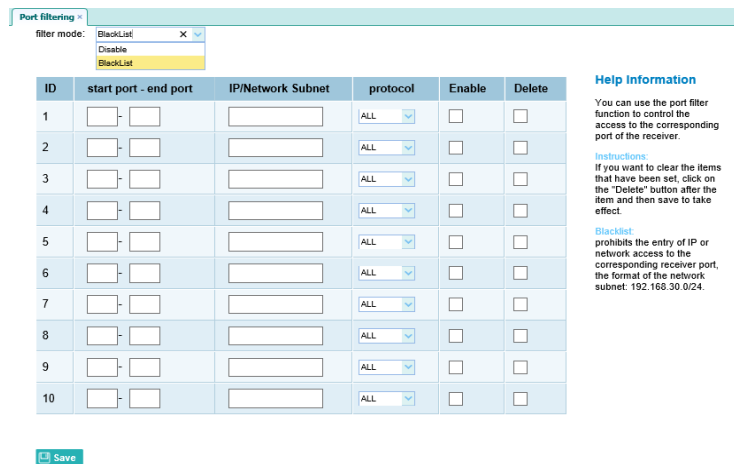 Port filtering ×
filter mode: BlackList X
Disable
BlackList
ID start port - end port IP/Network Subnet protocol Enable Delete
1 - ALL
2 - ALL
3 - ALL
4 - ALL
5 - ALL
6 - ALL
7 - ALL
8 - ALL
9 - ALL
10 - ALL
Save
Help Information
You can use the port filter
function to control the
access to the corresponding
port of the receiver.
Instructions:
If you want to clear the items
that have been set, click on
the "Delete" button after the
item and then save to take
effect.
Blacklist:
prohibits the entry of IP or
network access to the
corresponding receiver port,
the format of the network
subnet: 192.168.30.0/24.